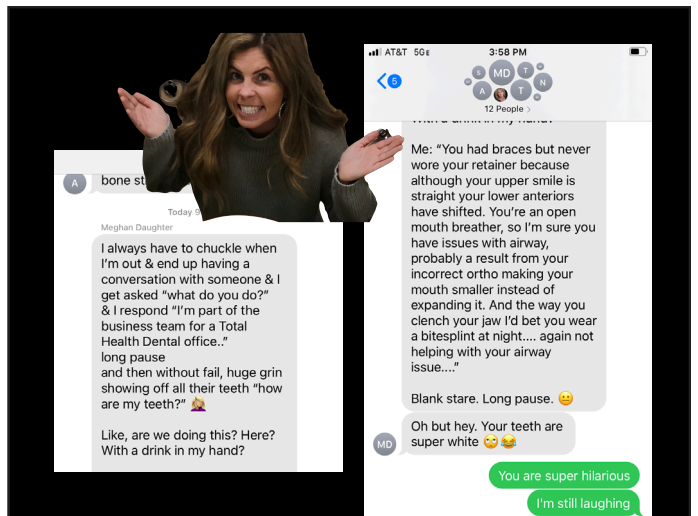 bone st
A
Today 9
Meghan Daughter
I always have to chuckle when
I'm out & end up having a
conversation with someone & I
get asked "what do you do?"
& I respond "I'm part of the
business team for a Total
Health Dental office.."
long pause
and then without fail, huge grin
showing off all their teeth "how
are my teeth?" 🤦🏼‍♀️
Like, are we doing this? Here?
With a drink in my hand?
AT&T 5GE 3:58 PM
5
S MD T N A T
12 People >
With a drink in my hand?
Me: "You had braces but never
wore your retainer because
although your upper smile is
straight your lower anteriors
have shifted. You're an open
mouth breather, so I'm sure you
have issues with airway,
probably a result from your
incorrect ortho making your
mouth smaller instead of
expanding it. And the way you
clench your jaw I'd bet you wear
a bitesplint at night.... again not
helping with your airway
issue...."
Blank stare. Long pause. 😐
Oh but hey. Your teeth are
super white 🙄😂
MD
You are super hilarious
I'm still laughing